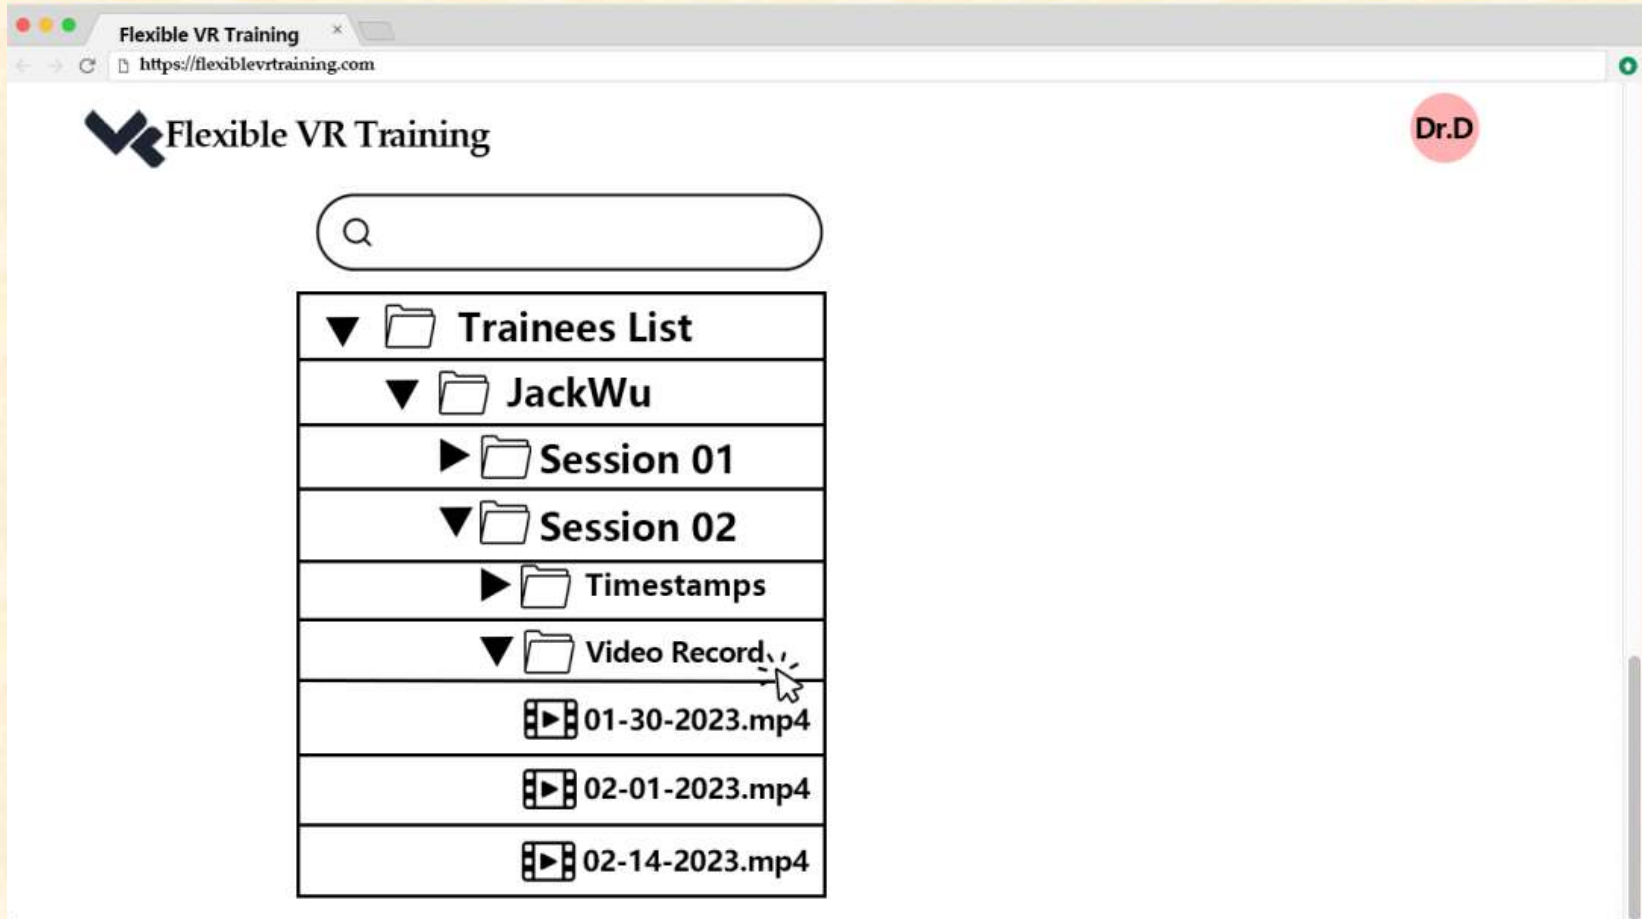 Flexible VR Training
https://flexiblevrtraining.com
Flexible VR Training
Dr.D
Trainees List
JackWu
Session 01
Session 02
Timestamps
Video Record
01-30-2023.mp4
02-01-2023.mp4
02-14-2023.mp4